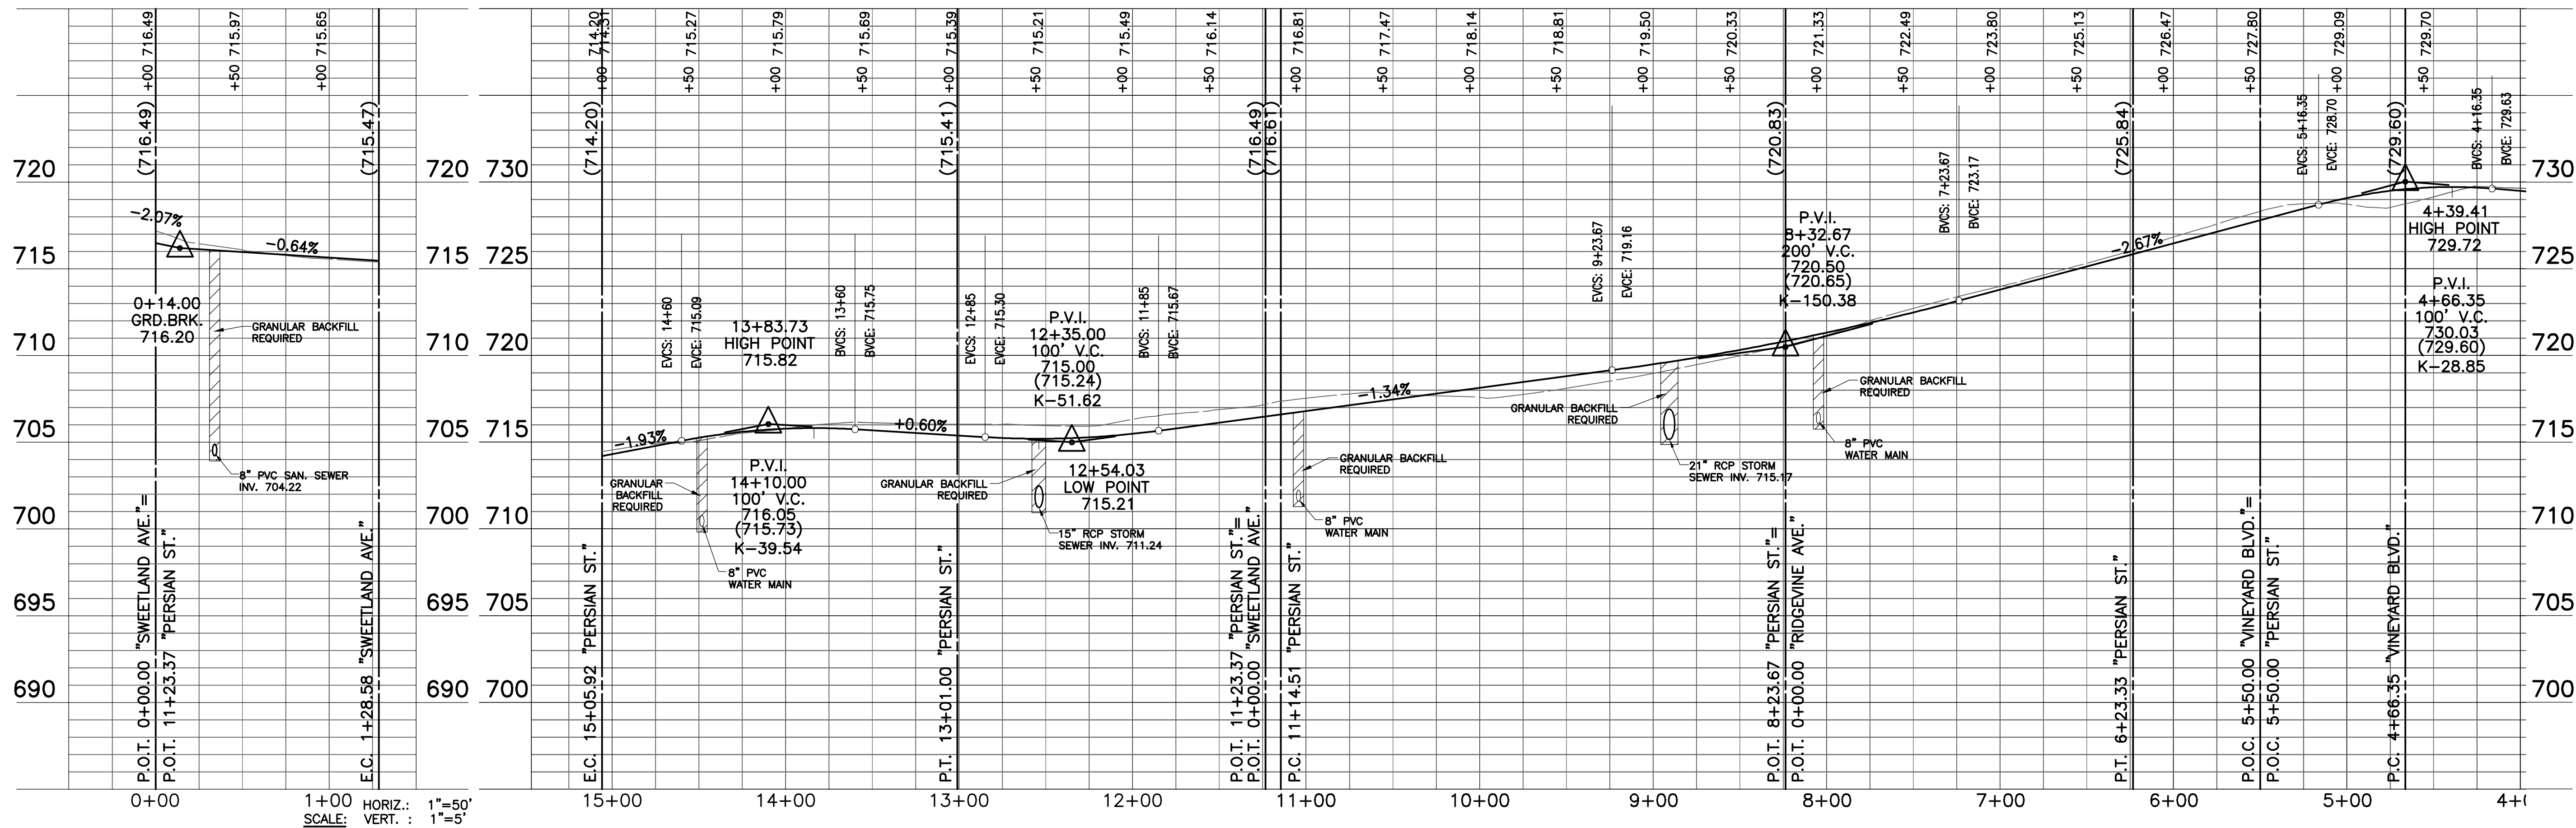 716.49
+00
715.97
+50
715.65
+00
(716.49)
(715.47)
720
720
715
715
710
710
705
705
700
700
695
695
690
690
-2.07%
-0.64%
0+14.00
GRD.BRK.
716.20
GRANULAR BACKFILL
REQUIRED
8" PVC SAN. SEWER
INV. 704.22
P.O.T. 0+00.00 "SWEETLAND AVE."=
P.O.T. 11+23.37 "PERSIAN ST."
E.C. 1+28.58 "SWEETLAND AVE."
0+00
1+00
SCALE:
HORIZ.: 1"=50'
VERT. : 1"=5'
714.20
714.31
+00
715.27
+50
715.79
+00
715.69
+50
715.39
+00
715.21
+50
715.49
+00
716.14
+50
716.81
+00
717.47
+50
718.14
+00
718.81
+50
719.50
+00
720.33
+50
721.33
+00
722.49
+50
723.80
+00
725.13
+50
726.47
+00
727.80
+50
729.09
+00
729.70
+50
(714.20)
(715.41)
(716.49)
(716.61)
(720.83)
(725.84)
(729.60)
730
730
725
725
720
720
715
715
710
710
705
705
700
700
EVCS: 14+60
EVCE: 715.09
13+83.73
HIGH POINT
715.82
BVCS: 13+60
BVCE: 715.75
EVCS: 12+85
EVCE: 715.30
P.V.I.
12+35.00
100' V.C.
715.00
(715.24)
K-51.62
BVCS: 11+85
BVCE: 715.67
EVCS: 9+23.67
EVCE: 719.16
P.V.I.
8+32.67
200' V.C.
720.50
(720.65)
K-150.38
BVCS: 7+23.67
BVCE: 723.17
EVCS: 5+16.35
EVCE: 728.70
BVCS: 4+16.35
BVCE: 729.63
4+39.41
HIGH POINT
729.72
P.V.I.
4+66.35
100' V.C.
730.03
(729.60)
K-28.85
-1.93%
+0.60%
-1.34%
-2.67%
GRANULAR
BACKFILL
REQUIRED
P.V.I.
14+10.00
100' V.C.
716.05
(715.73)
K-39.54
8" PVC
WATER MAIN
GRANULAR BACKFILL
REQUIRED
12+54.03
LOW POINT
715.21
15" RCP STORM
SEWER INV. 711.24
GRANULAR BACKFILL
REQUIRED
8" PVC
WATER MAIN
GRANULAR BACKFILL
REQUIRED
21" RCP STORM
SEWER INV. 715.17
GRANULAR BACKFILL
REQUIRED
8" PVC
WATER MAIN
E.C. 15+05.92 "PERSIAN ST."
P.T. 13+01.00 "PERSIAN ST."
P.O.T. 11+23.37 "PERSIAN ST."=
P.O.T. 0+00.00 "SWEETLAND AVE."
P.C. 11+14.51 "PERSIAN ST."
P.O.T. 8+23.67 "PERSIAN ST."=
P.O.T. 0+00.00 "RIDGEVINE AVE."
P.T. 6+23.33 "PERSIAN ST."
P.O.C. 5+50.00 "VINEYARD BLVD."=
P.O.C. 5+50.00 "PERSIAN ST."
P.C. 4+66.35 "VINEYARD BLVD."
15+00
14+00
13+00
12+00
11+00
10+00
9+00
8+00
7+00
6+00
5+00